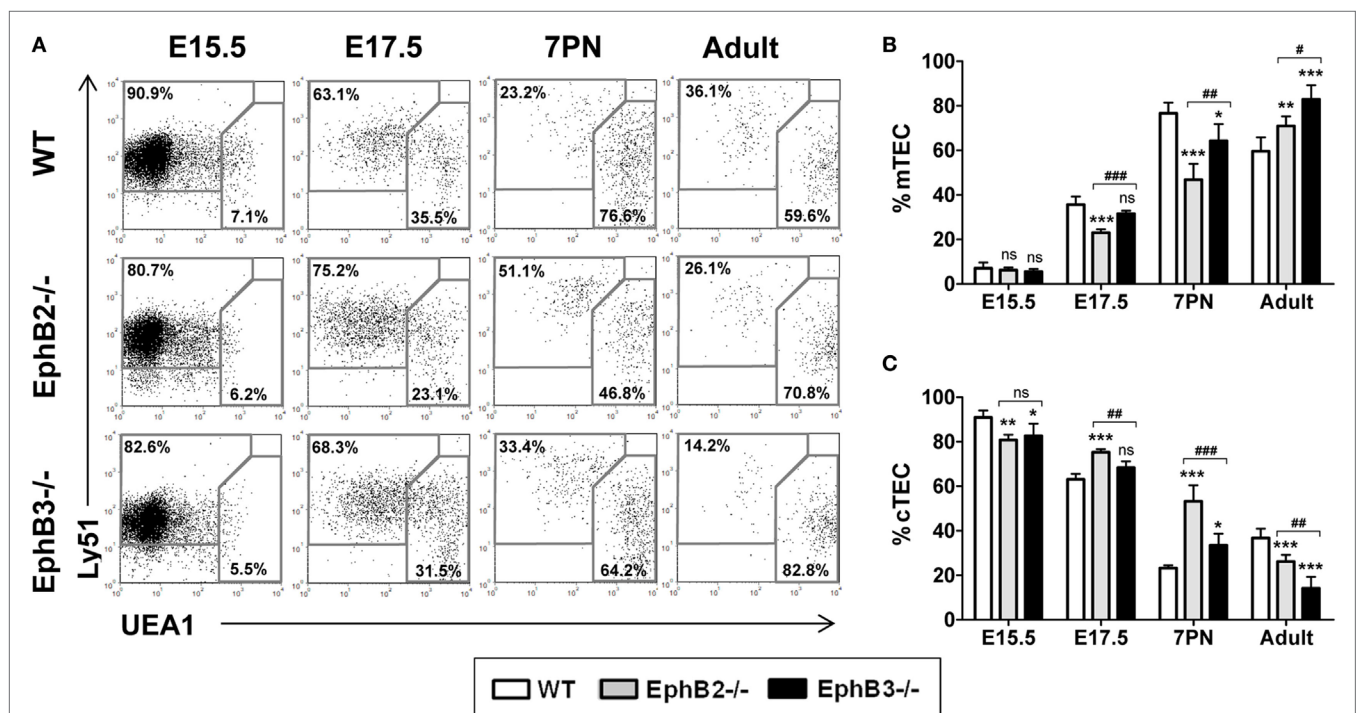 A
E15.5 E17.5 7PN Adult
WT
90.9% 63.1% 23.2% 36.1%
7.1% 35.5% 76.6% 59.6%
EphB2-/-
80.7% 75.2% 51.1% 26.1%
6.2% 23.1% 46.8% 70.8%
EphB3-/-
82.6% 68.3% 33.4% 14.2%
5.5% 31.5% 64.2% 82.8%
Ly51
UEA1
B
% mTEC
100
80
60
40
20
0
ns ns
*** ### ns
*** ## *
** # ***
E15.5 E17.5 7PN Adult
C
% cTEC
100
80
60
40
20
0
** ns *
*** ## ns
*** ### *
*** ## ***
E15.5 E17.5 7PN Adult
WT EphB2-/- EphB3-/-